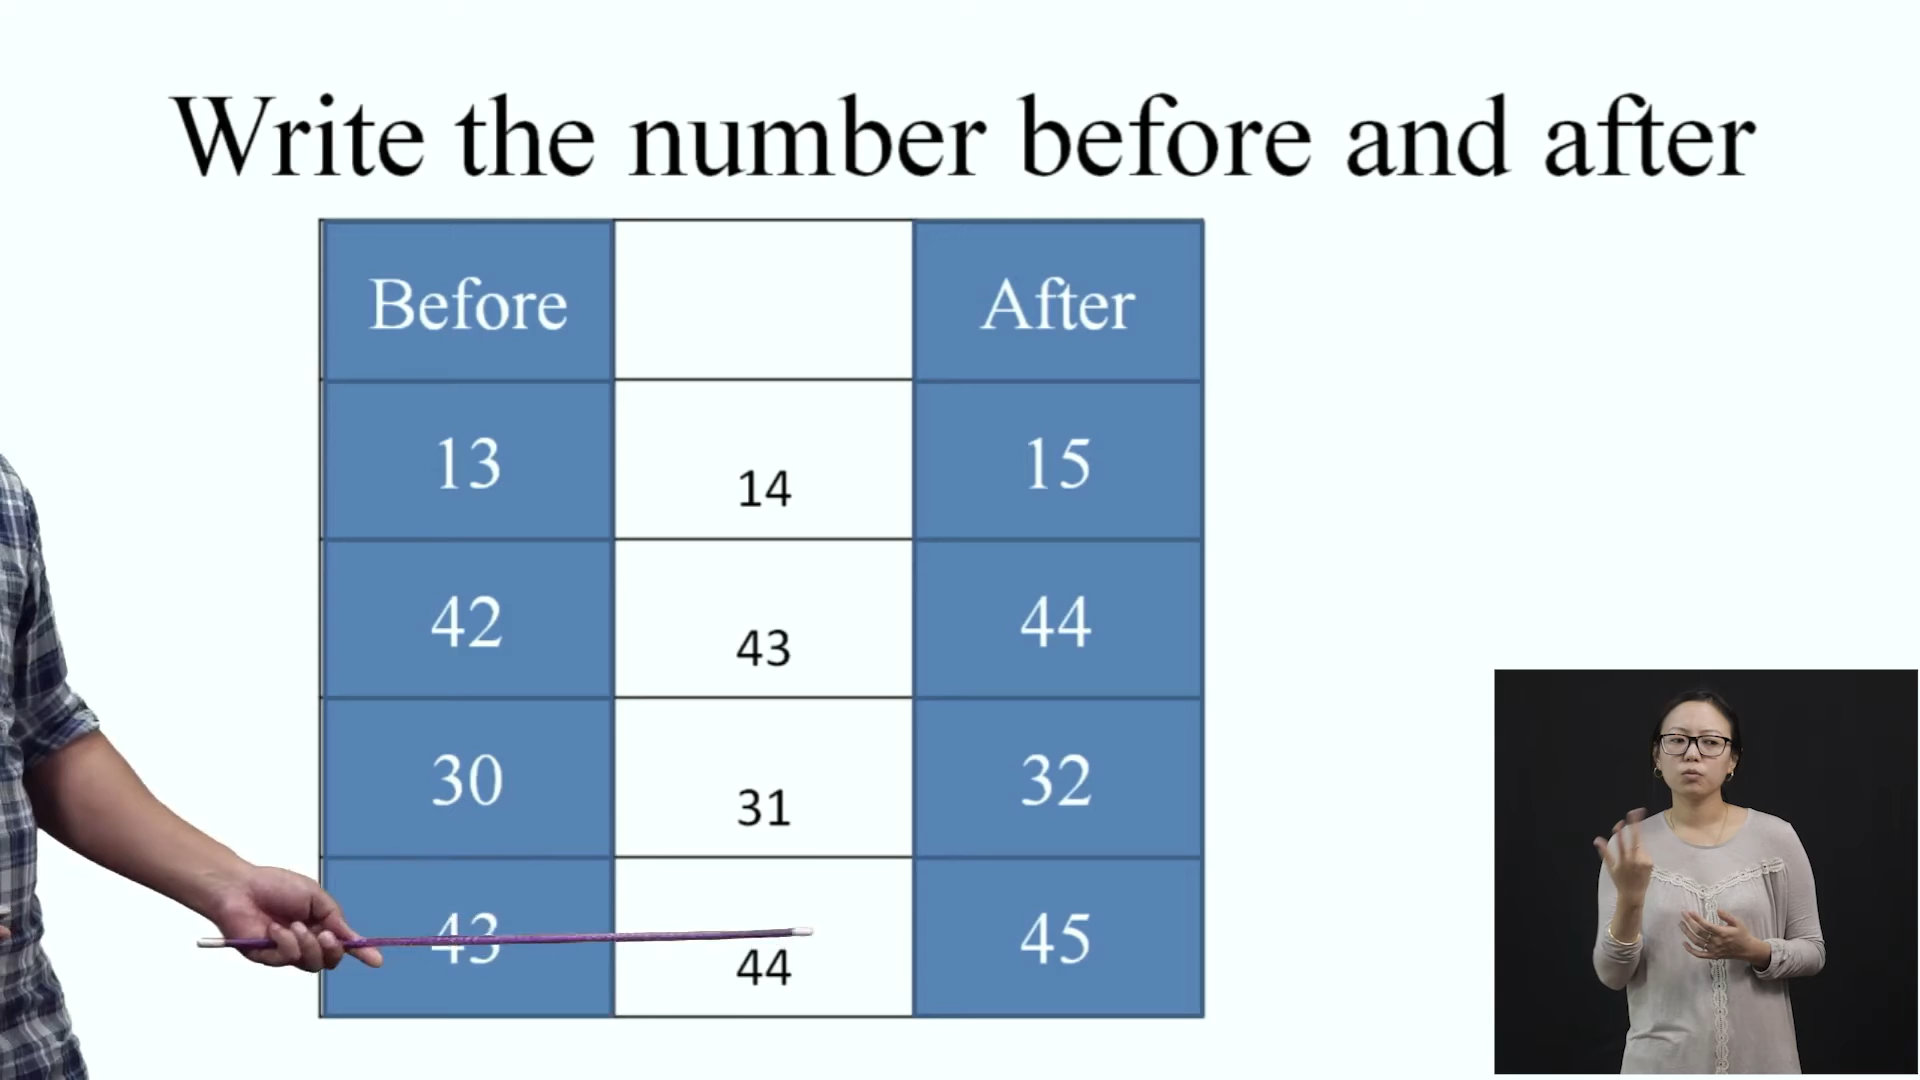 Write the number before and after
Before After
13 14 15
42 43 44
30 31 32
43 44 45